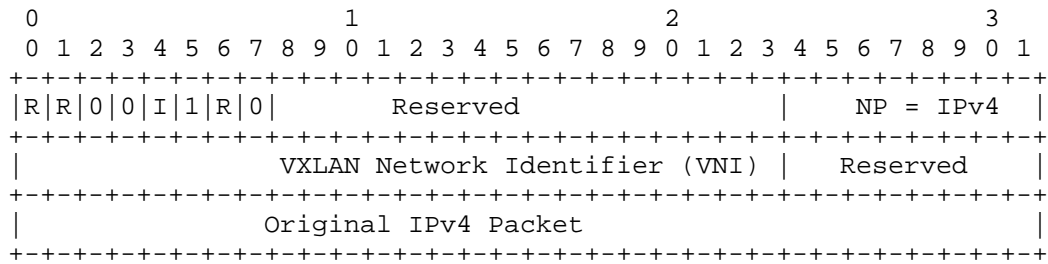 0                   1                   2                   3
 0 1 2 3 4 5 6 7 8 9 0 1 2 3 4 5 6 7 8 9 0 1 2 3 4 5 6 7 8 9 0 1
+-+-+-+-+-+-+-+-+-+-+-+-+-+-+-+-+-+-+-+-+-+-+-+-+-+-+-+-+-+-+-+-+
|R|R|0|0|I|1|R|0|       Reserved                |    NP = IPv4  |
+-+-+-+-+-+-+-+-+-+-+-+-+-+-+-+-+-+-+-+-+-+-+-+-+-+-+-+-+-+-+-+-+
|                VXLAN Network Identifier (VNI) |   Reserved    |
+-+-+-+-+-+-+-+-+-+-+-+-+-+-+-+-+-+-+-+-+-+-+-+-+-+-+-+-+-+-+-+-+
|               Original IPv4 Packet                            |
+-+-+-+-+-+-+-+-+-+-+-+-+-+-+-+-+-+-+-+-+-+-+-+-+-+-+-+-+-+-+-+-+